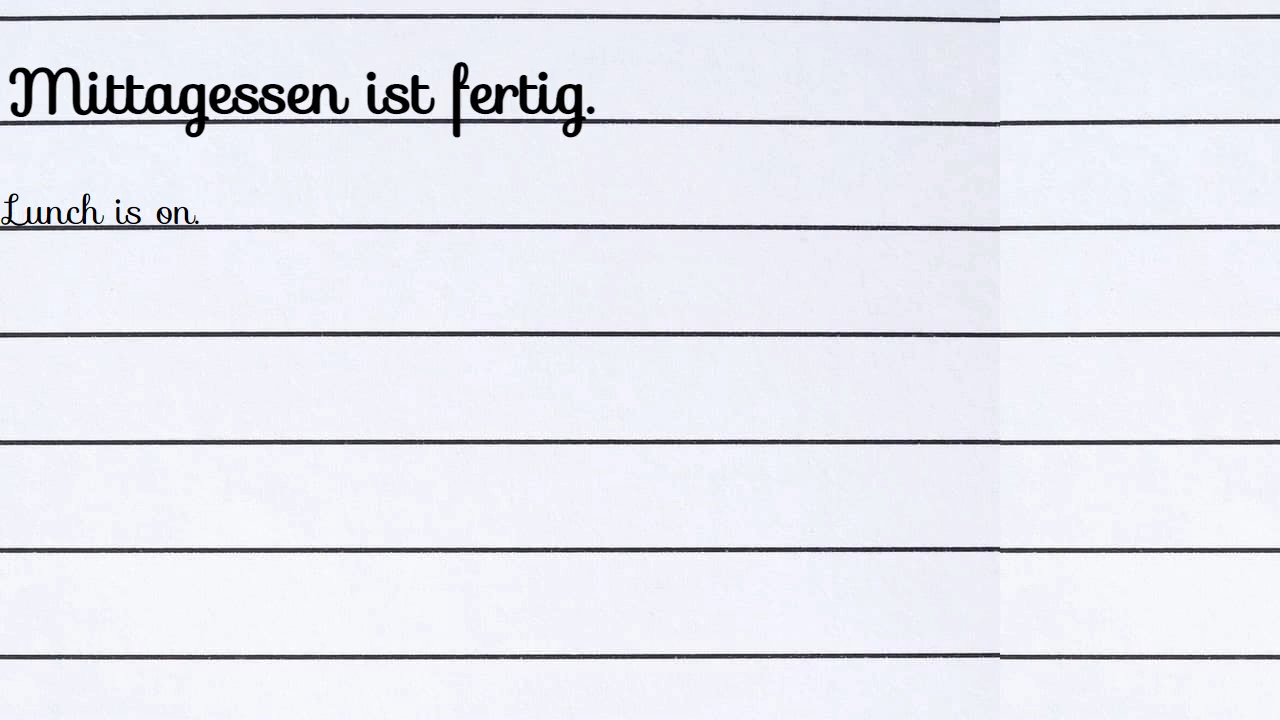 Mittagessen ist fertig.
Lunch is on.